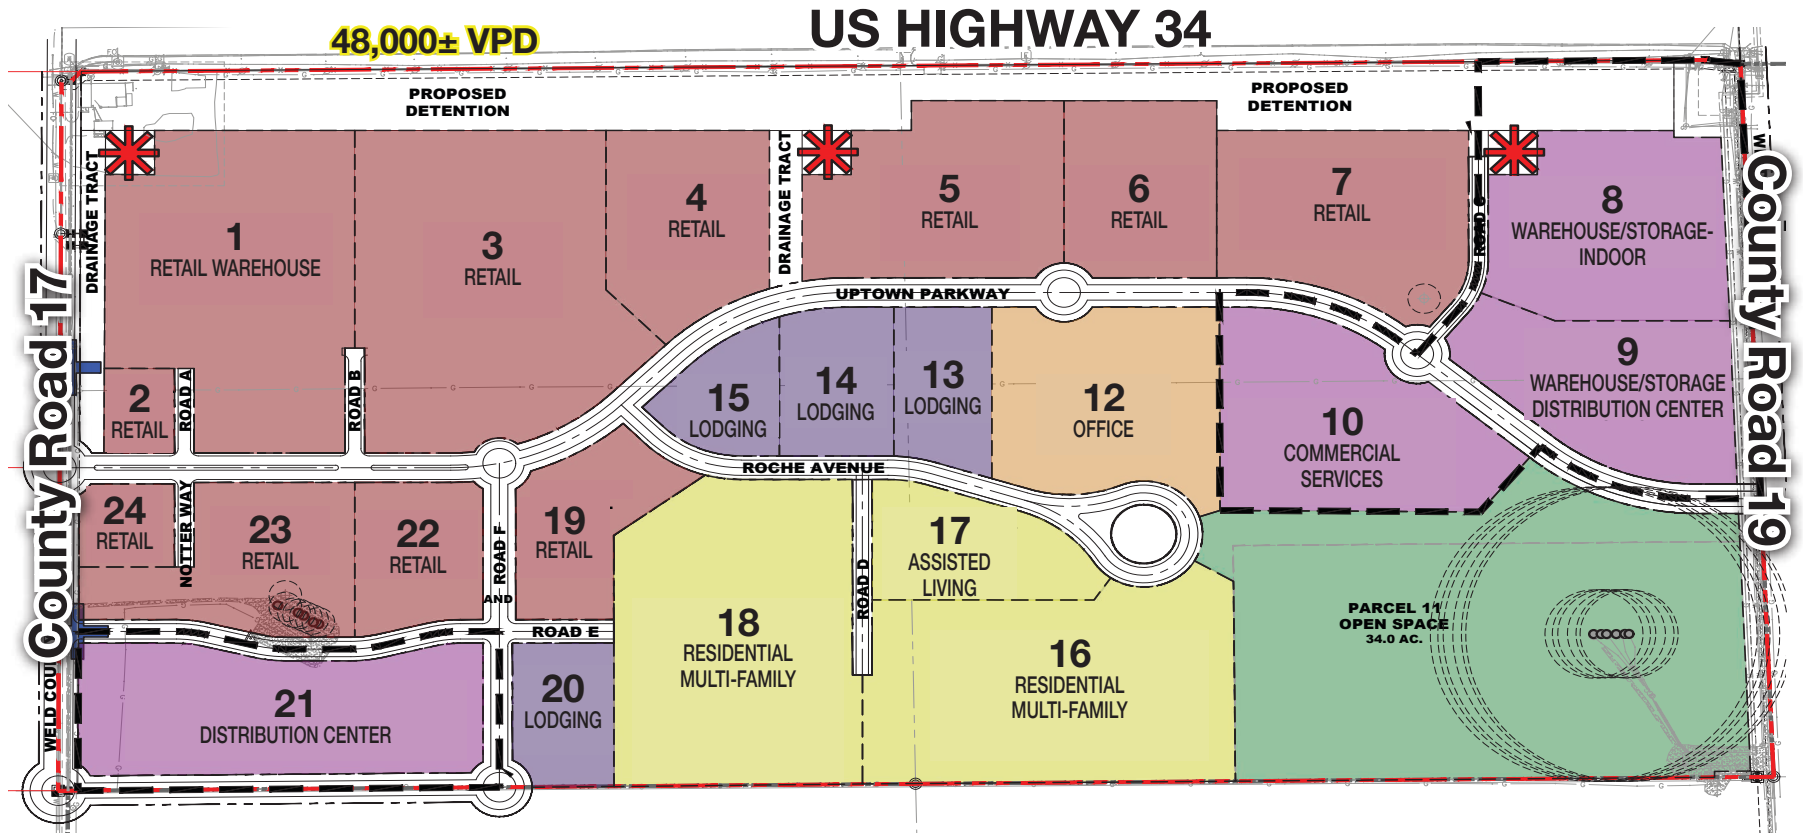 US HIGHWAY 34
48,000± VPD
PROPOSED
DETENTION
PROPOSED
DETENTION
DRAINAGE TRACT
DRAINAGE TRACT
1
RETAIL WAREHOUSE
3
RETAIL
4
RETAIL
5
RETAIL
6
RETAIL
7
RETAIL
8
WAREHOUSE/STORAGE-
INDOOR
ROAD
County Road 17
County Road 19
UPTOWN PARKWAY
2
RETAIL
ROAD A
ROAD B
15
LODGING
14
LODGING
13
LODGING
12
OFFICE
10
COMMERCIAL
SERVICES
9
WAREHOUSE/STORAGE
DISTRIBUTION CENTER
ROCHE AVENUE
24
RETAIL
NOTTER WAY
23
RETAIL
22
RETAIL
ROAD F
AND
19
RETAIL
17
ASSISTED
LIVING
ROAD D
ROAD E
18
RESIDENTIAL
MULTI-FAMILY
16
RESIDENTIAL
MULTI-FAMILY
PARCEL 11
OPEN SPACE
34.0 AC.
WELD COU
21
DISTRIBUTION CENTER
20
LODGING